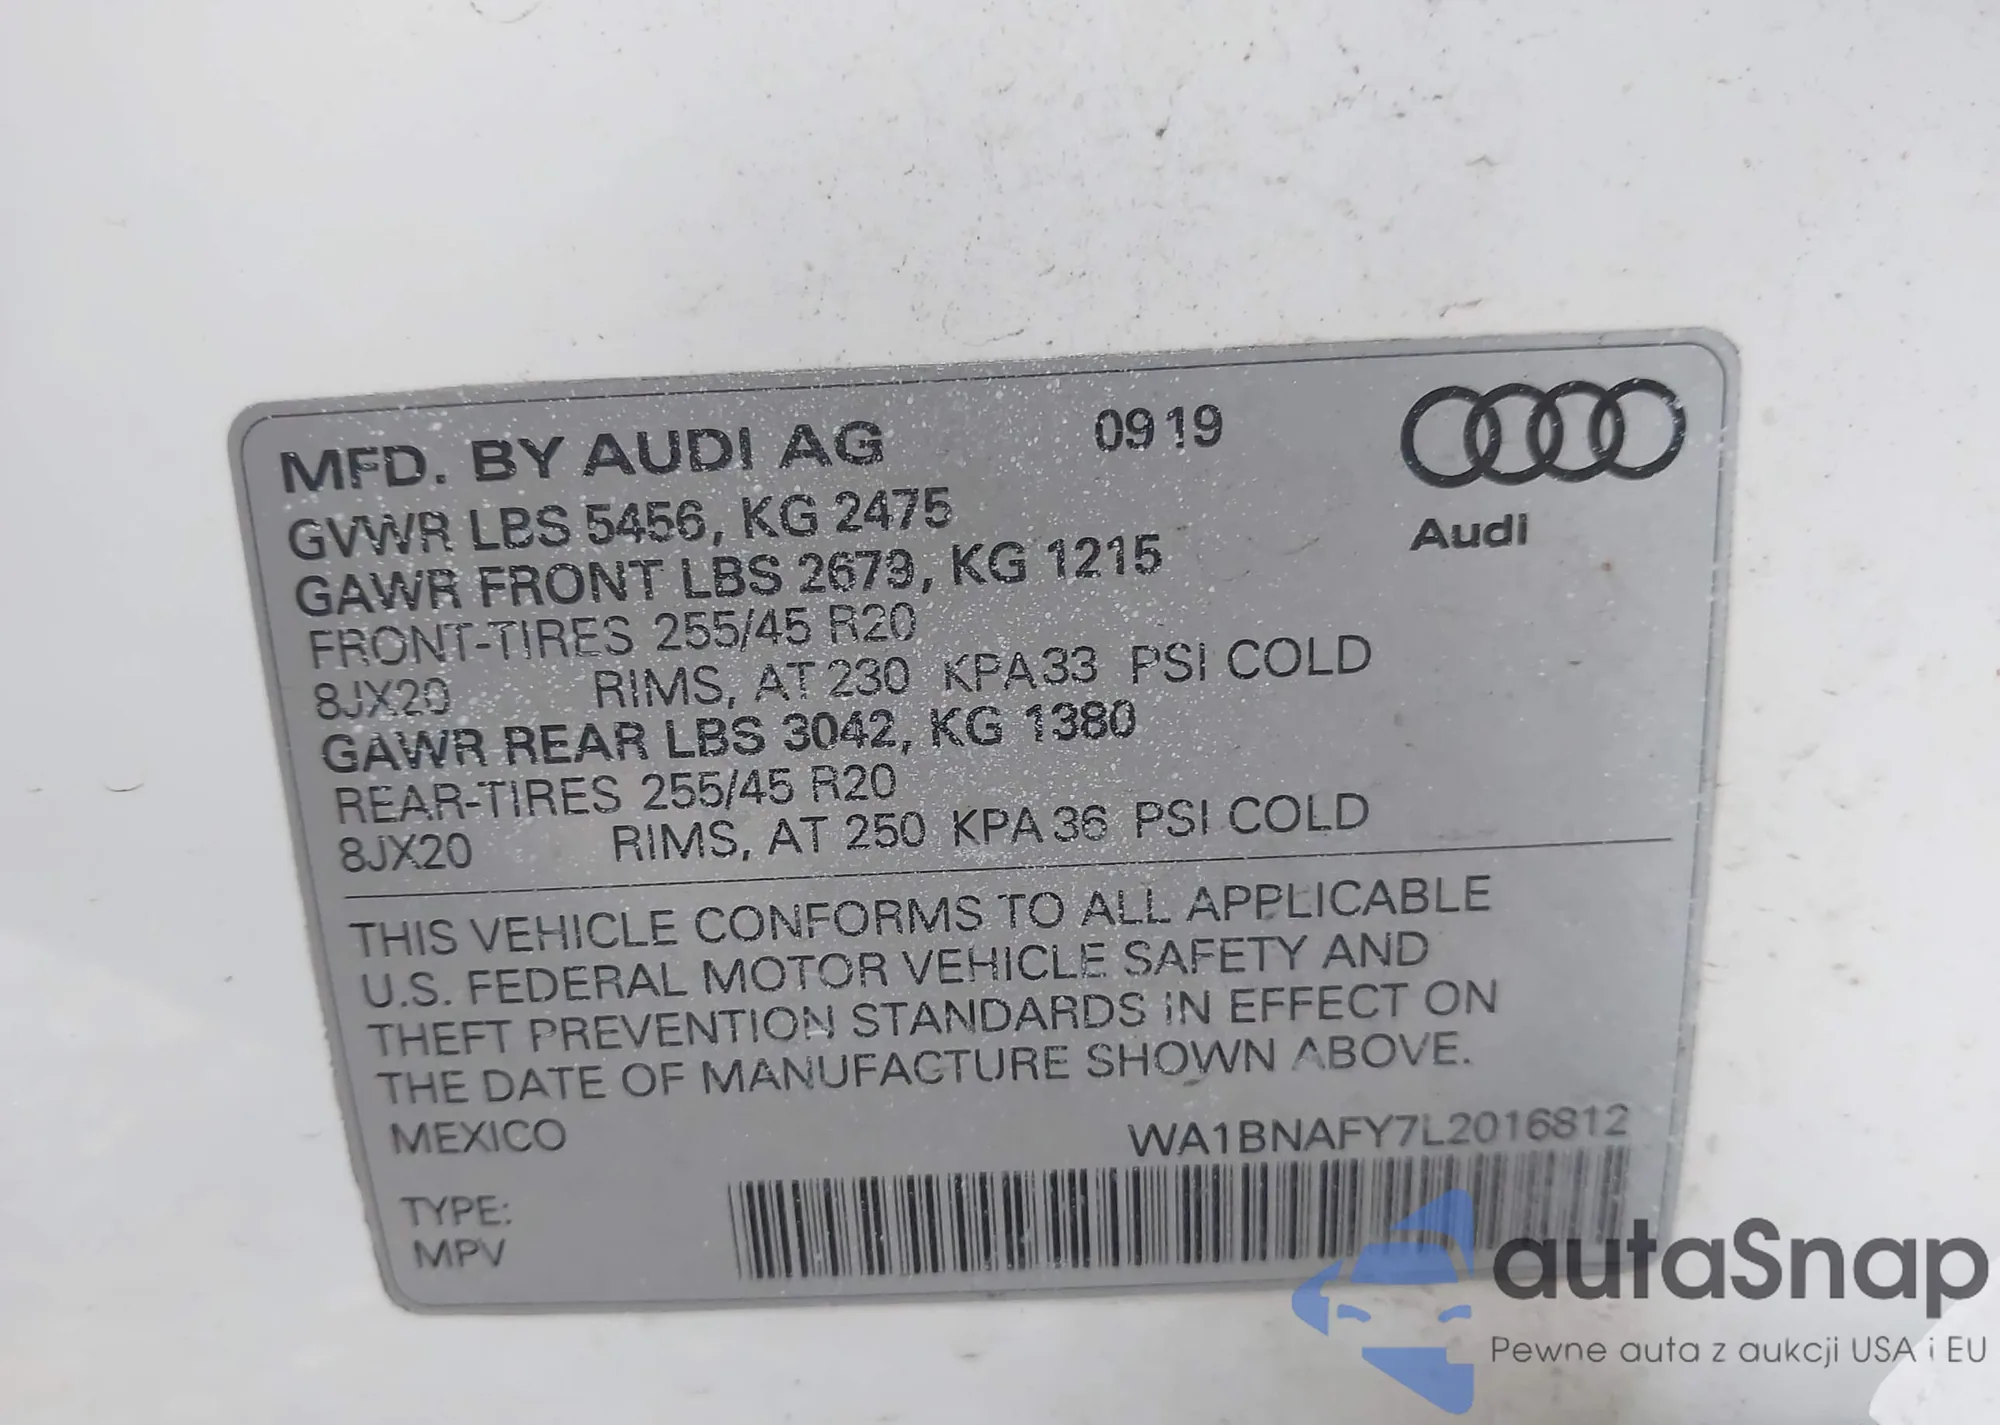 MFD. BY AUDI AG 0919
Audi
GVWR LBS 5456, KG 2475
GAWR FRONT LBS 2679, KG 1215
FRONT-TIRES 255/45 R20
8JX20 RIMS, AT 230 KPA 33 PSI COLD
GAWR REAR LBS 3042, KG 1380
REAR-TIRES 255/45 R20
8JX20 RIMS, AT 250 KPA 36 PSI COLD
THIS VEHICLE CONFORMS TO ALL APPLICABLE
U.S. FEDERAL MOTOR VEHICLE SAFETY AND
THEFT PREVENTION STANDARDS IN EFFECT ON
THE DATE OF MANUFACTURE SHOWN ABOVE.
MEXICO WA1BNAFY7L2016812
TYPE:
MPV
autaSnap
Pewne auta z aukcji USA i EU